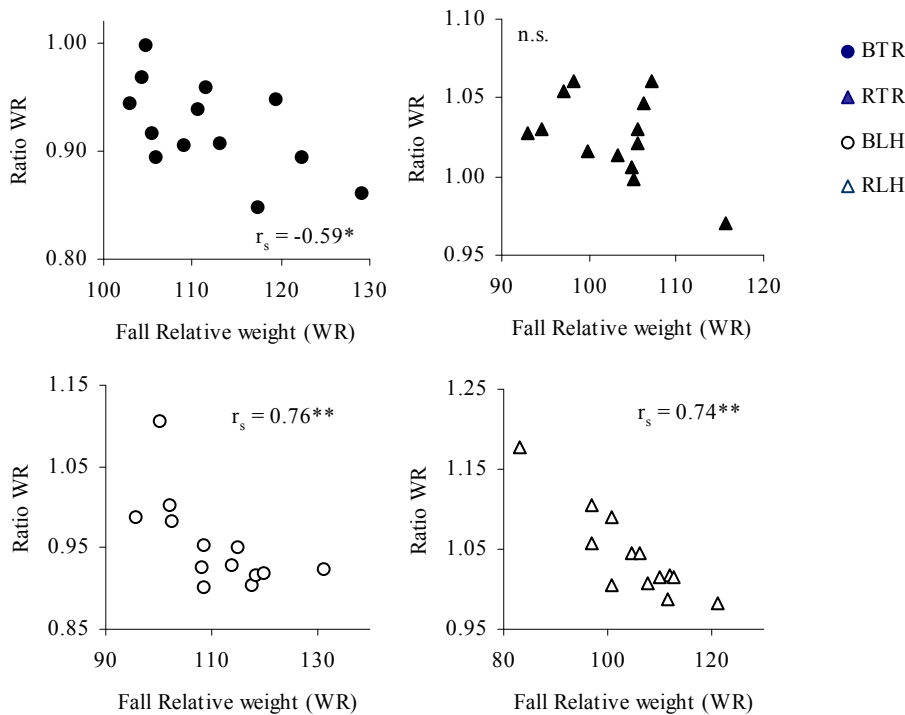 1.00
0.90
0.80
Ratio WR
100
110
120
130
Fall Relative weight (WR)
r_s = -0.59*
1.10
1.05
1.00
0.95
Ratio WR
90
100
110
120
Fall Relative weight (WR)
n.s.
BTR
RTR
BLH
RLH
1.15
1.05
0.95
0.85
Ratio WR
90
110
130
Fall Relative weight (WR)
r_s = 0.76**
1.25
1.15
1.05
0.95
Ratio WR
80
100
120
Fall Relative weight (WR)
r_s = 0.74**